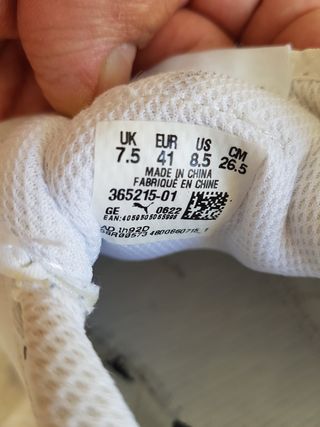 UK EUR US CM
7.5 41 8.5 26.5
MADE IN CHINA
FABRIQUÉ EN CHINE
365215-01
GE 0622